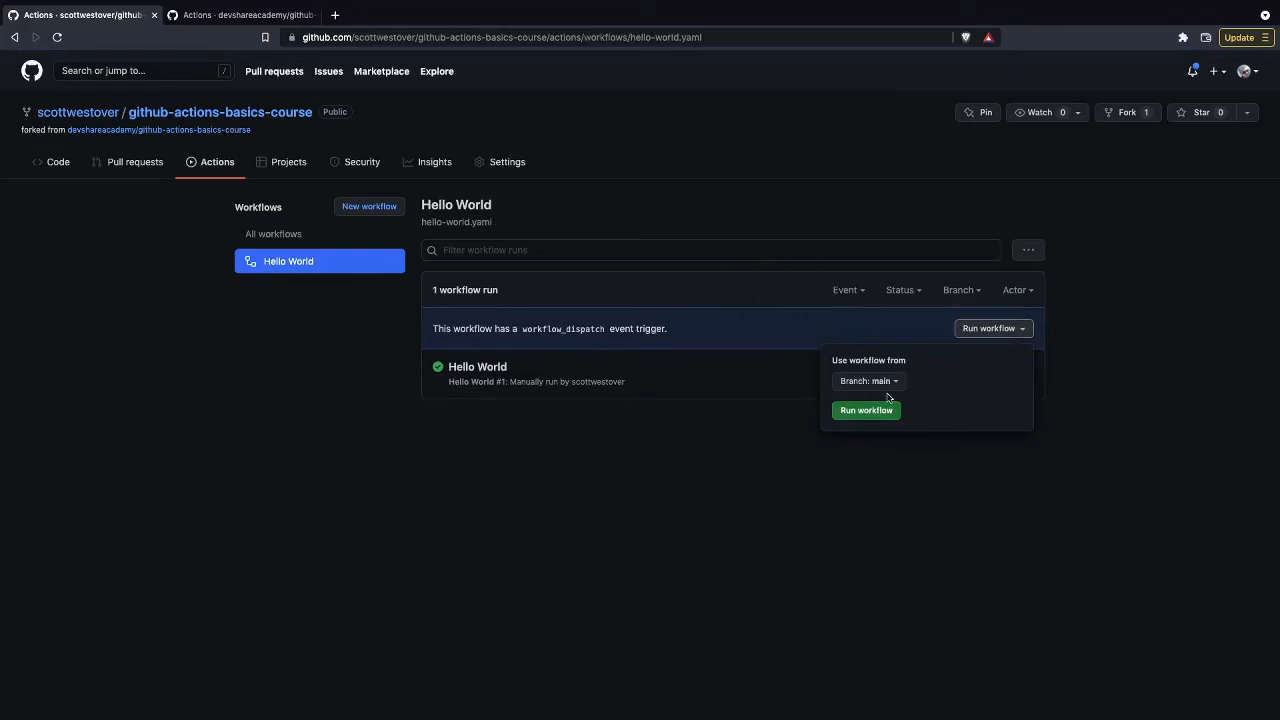 Actions · scottwestover/github-
Actions · devshareacademy/github-
github.com/scottwestover/github-actions-basics-course/actions/workflows/hello-world.yaml
Update
Search or jump to...
/
Pull requests
Issues
Marketplace
Explore
scottwestover / github-actions-basics-course
Public
Pin
Watch 0
Fork 1
Star 0
forked from devshareacademy/github-actions-basics-course
Code
Pull requests
Actions
Projects
Security
Insights
Settings
Workflows
New workflow
All workflows
Hello World
Hello World
hello-world.yaml
Filter workflow runs
1 workflow run
Event
Status
Branch
Actor
This workflow has a workflow_dispatch event trigger.
Run workflow
Use workflow from
Branch: main
Run workflow
Hello World
Hello World #1: Manually run by scottwestover